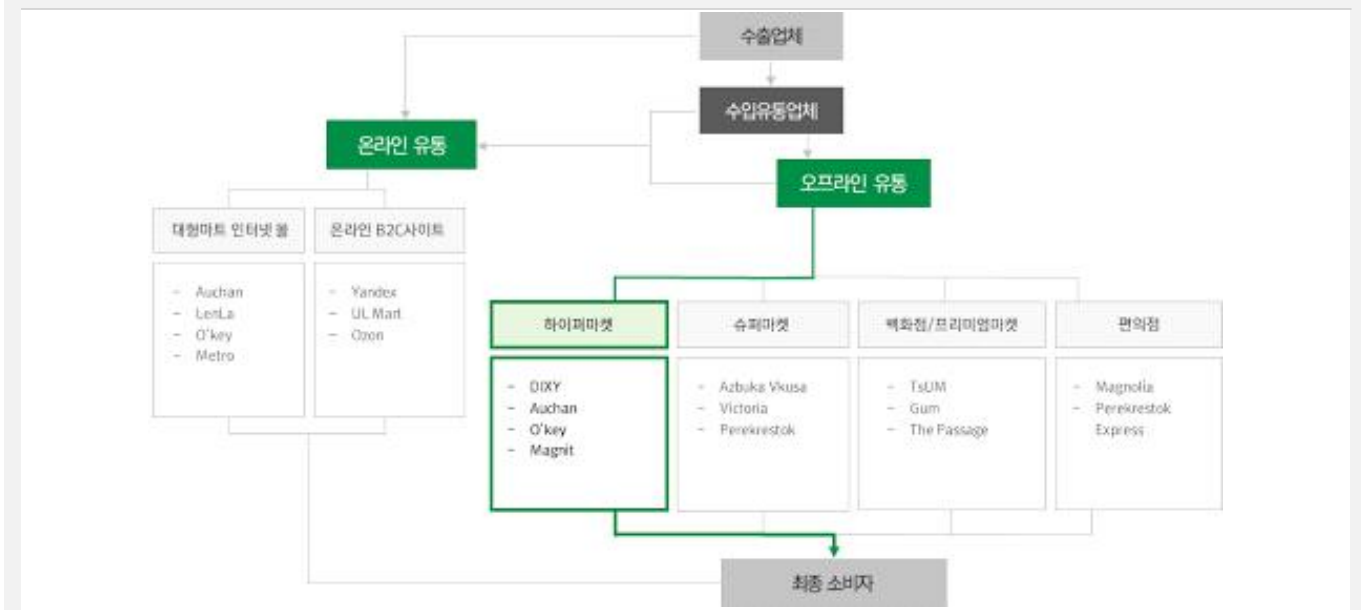 수출업체
수입유통업체
온라인 유통
오프라인 유통
대형마트 인터넷 몰
온라인 B2C사이트
- Auchan
- LenLa
- O'key
- Metro
- Yandex
- UL Mart
- Ozon
하이퍼마켓
슈퍼마켓
백화점/프리미엄마켓
편의점
- DIXY
- Auchan
- O'key
- Magnit
- Azbuka Vkusa
- Victoria
- Perekrestok
- TsUM
- Gum
- The Passage
- Magnolia
- Perekrestok
Express
최종 소비자